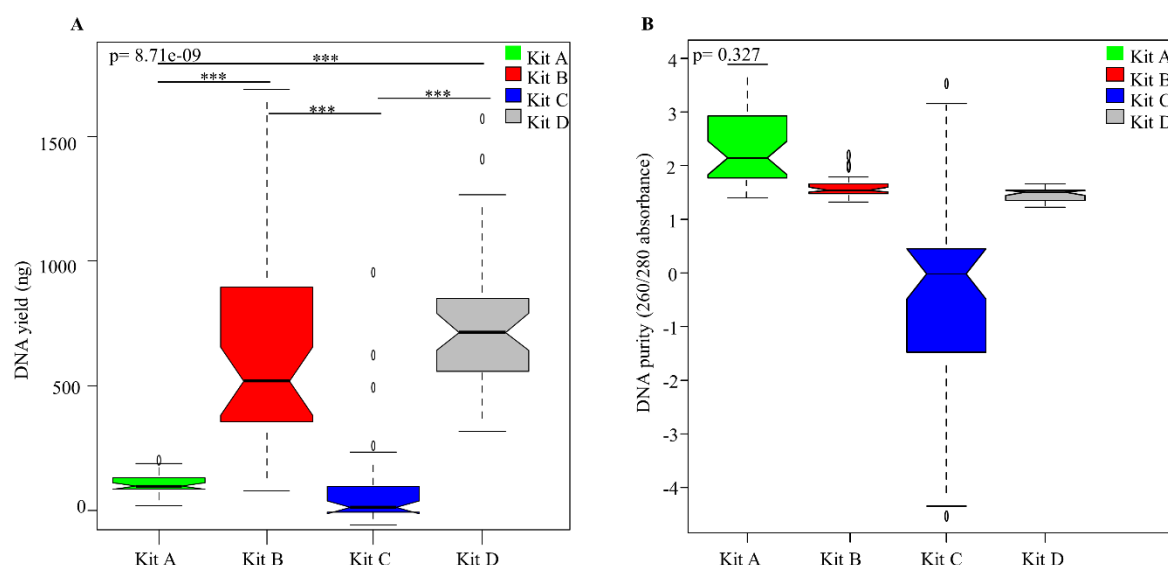 A
p= 8.71e-09
***
***
***
***
Kit A
Kit B
Kit C
Kit D
DNA yield (ng)
1500
1000
500
0
Kit A Kit B Kit C Kit D
B
p= 0.327
Kit A
Kit B
Kit C
Kit D
DNA purity (260/280 absorbance)
4
3
2
1
0
-1
-2
-3
-4
Kit A Kit B Kit C Kit D